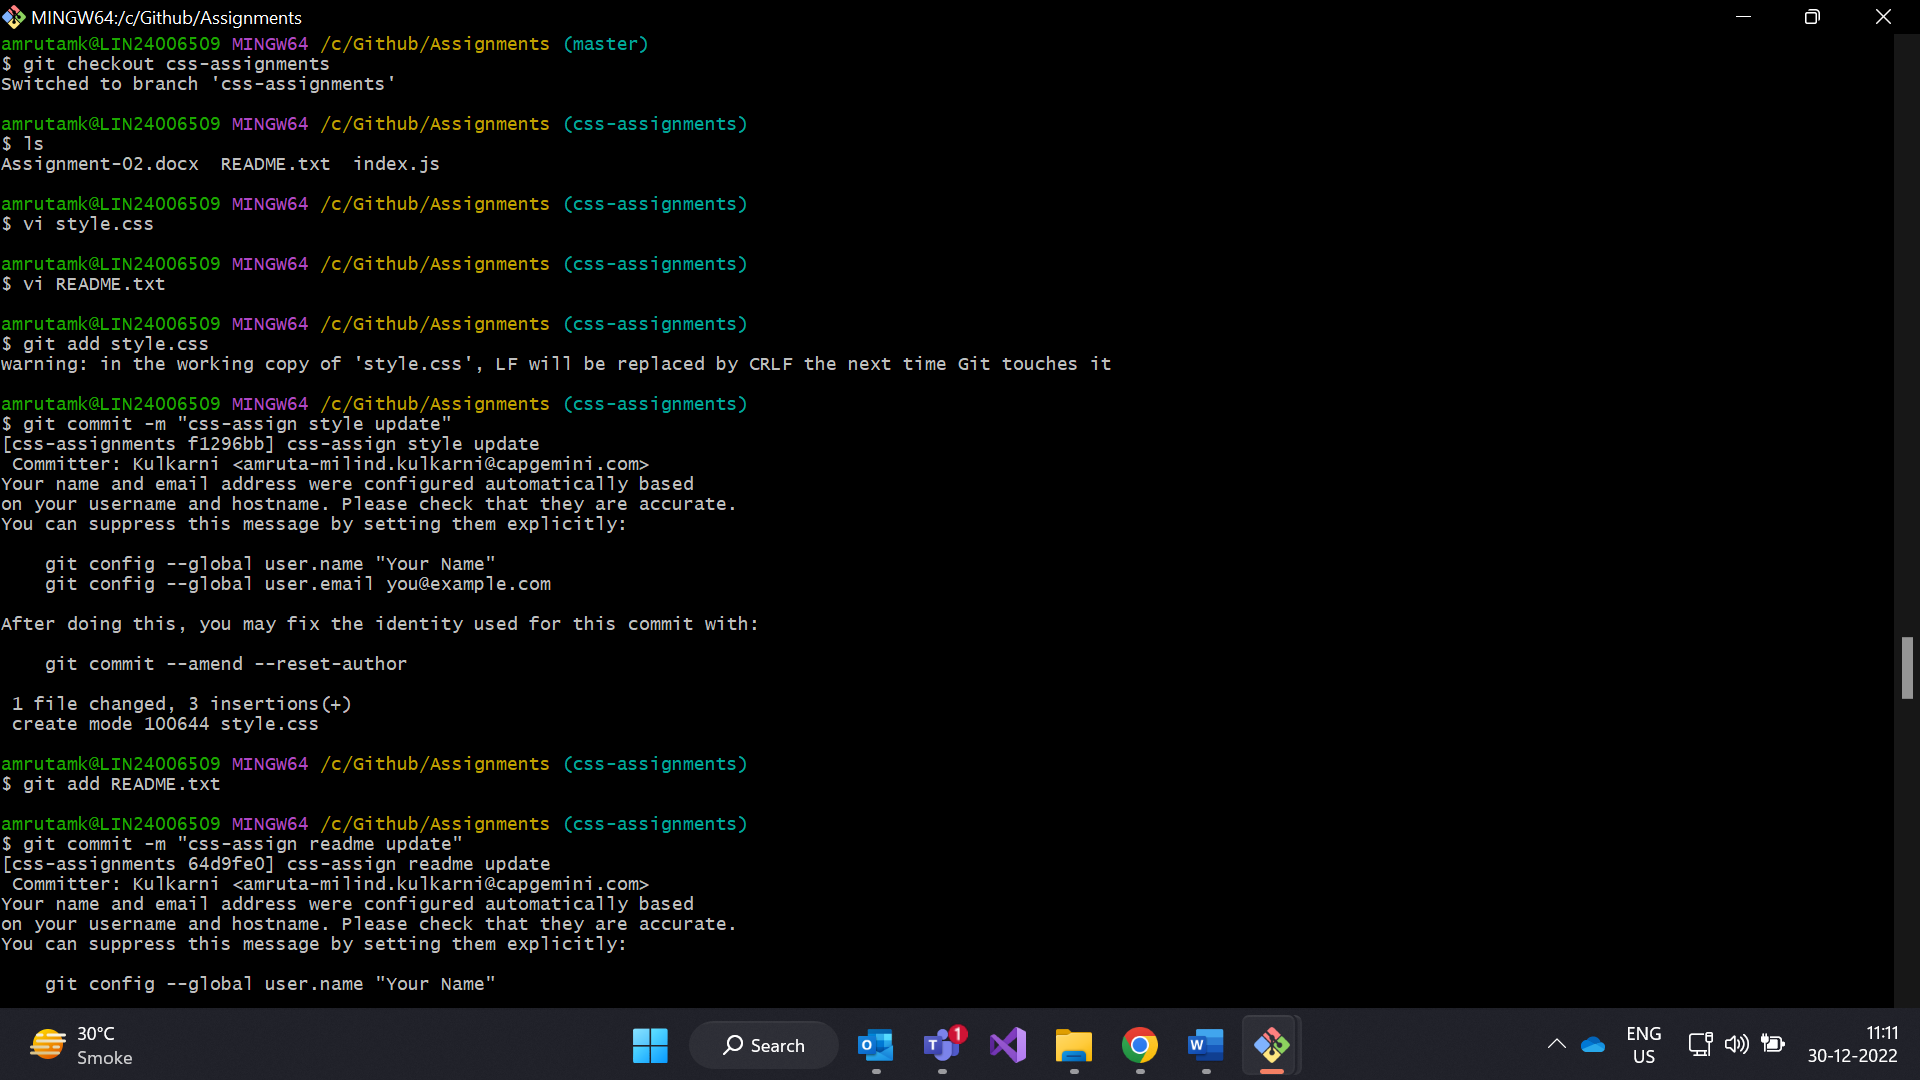 MINGW64:/c/Github/Assignments
amrutamk@LIN24006509 MINGW64 /c/Github/Assignments (master)
$ git checkout css-assignments
Switched to branch 'css-assignments'
amrutamk@LIN24006509 MINGW64 /c/Github/Assignments (css-assignments)
$ ls
Assignment-02.docx  README.txt  index.js
amrutamk@LIN24006509 MINGW64 /c/Github/Assignments (css-assignments)
$ vi style.css
amrutamk@LIN24006509 MINGW64 /c/Github/Assignments (css-assignments)
$ vi README.txt
amrutamk@LIN24006509 MINGW64 /c/Github/Assignments (css-assignments)
$ git add style.css
warning: in the working copy of 'style.css', LF will be replaced by CRLF the next time Git touches it
amrutamk@LIN24006509 MINGW64 /c/Github/Assignments (css-assignments)
$ git commit -m "css-assign style update"
[css-assignments f1296bb] css-assign style update
 Committer: Kulkarni <amruta-milind.kulkarni@capgemini.com>
Your name and email address were configured automatically based
on your username and hostname. Please check that they are accurate.
You can suppress this message by setting them explicitly:
    git config --global user.name "Your Name"
    git config --global user.email you@example.com
After doing this, you may fix the identity used for this commit with:
    git commit --amend --reset-author
 1 file changed, 3 insertions(+)
 create mode 100644 style.css
amrutamk@LIN24006509 MINGW64 /c/Github/Assignments (css-assignments)
$ git add README.txt
amrutamk@LIN24006509 MINGW64 /c/Github/Assignments (css-assignments)
$ git commit -m "css-assign readme update"
[css-assignments 64d9fe0] css-assign readme update
 Committer: Kulkarni <amruta-milind.kulkarni@capgemini.com>
Your name and email address were configured automatically based
on your username and hostname. Please check that they are accurate.
You can suppress this message by setting them explicitly:
    git config --global user.name "Your Name"
30°C
Smoke
Search
1
ENG
US
11:11
30-12-2022